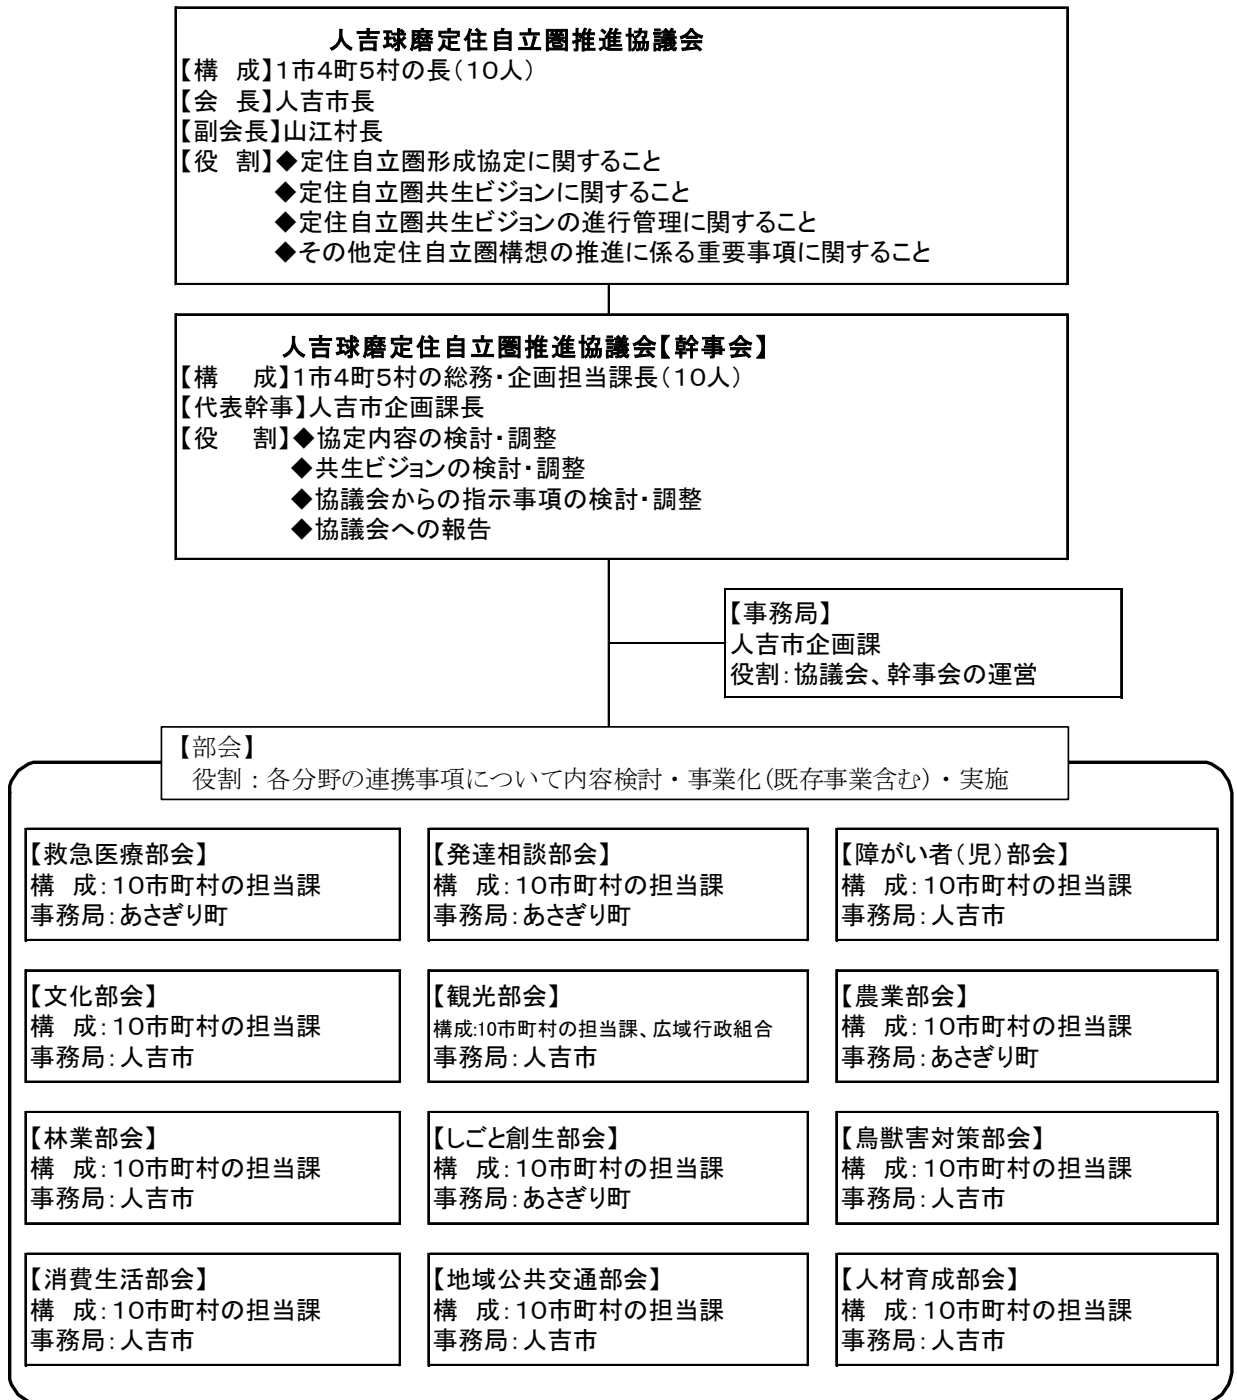 人吉球磨定住自立圏推進協議会
【構 成】1市4町5村の長(10人)
【会 長】人吉市長
【副会長】山江村長
【役 割】◆定住自立圏形成協定に関すること
◆定住自立圏共生ビジョンに関すること
◆定住自立圏共生ビジョンの進行管理に関すること
◆その他定住自立圏構想の推進に係る重要事項に関すること
人吉球磨定住自立圏推進協議会【幹事会】
【構 成】1市4町5村の総務・企画担当課長(10人)
【代表幹事】人吉市企画課長
【役 割】◆協定内容の検討・調整
◆共生ビジョンの検討・調整
◆協議会からの指示事項の検討・調整
◆協議会への報告
【事務局】
人吉市企画課
役割:協議会、幹事会の運営
【部会】
役割:各分野の連携事項について内容検討・事業化(既存事業含む)・実施
【救急医療部会】
構 成:10市町村の担当課
事務局:あさぎり町
【発達相談部会】
構 成:10市町村の担当課
事務局:あさぎり町
【障がい者(児)部会】
構 成:10市町村の担当課
事務局:人吉市
【文化部会】
構 成:10市町村の担当課
事務局:人吉市
【観光部会】
構成:10市町村の担当課、広域行政組合
事務局:人吉市
【農業部会】
構 成:10市町村の担当課
事務局:あさぎり町
【林業部会】
構 成:10市町村の担当課
事務局:人吉市
【しごと創生部会】
構 成:10市町村の担当課
事務局:あさぎり町
【鳥獣害対策部会】
構 成:10市町村の担当課
事務局:人吉市
【消費生活部会】
構 成:10市町村の担当課
事務局:人吉市
【地域公共交通部会】
構 成:10市町村の担当課
事務局:人吉市
【人材育成部会】
構 成:10市町村の担当課
事務局:人吉市